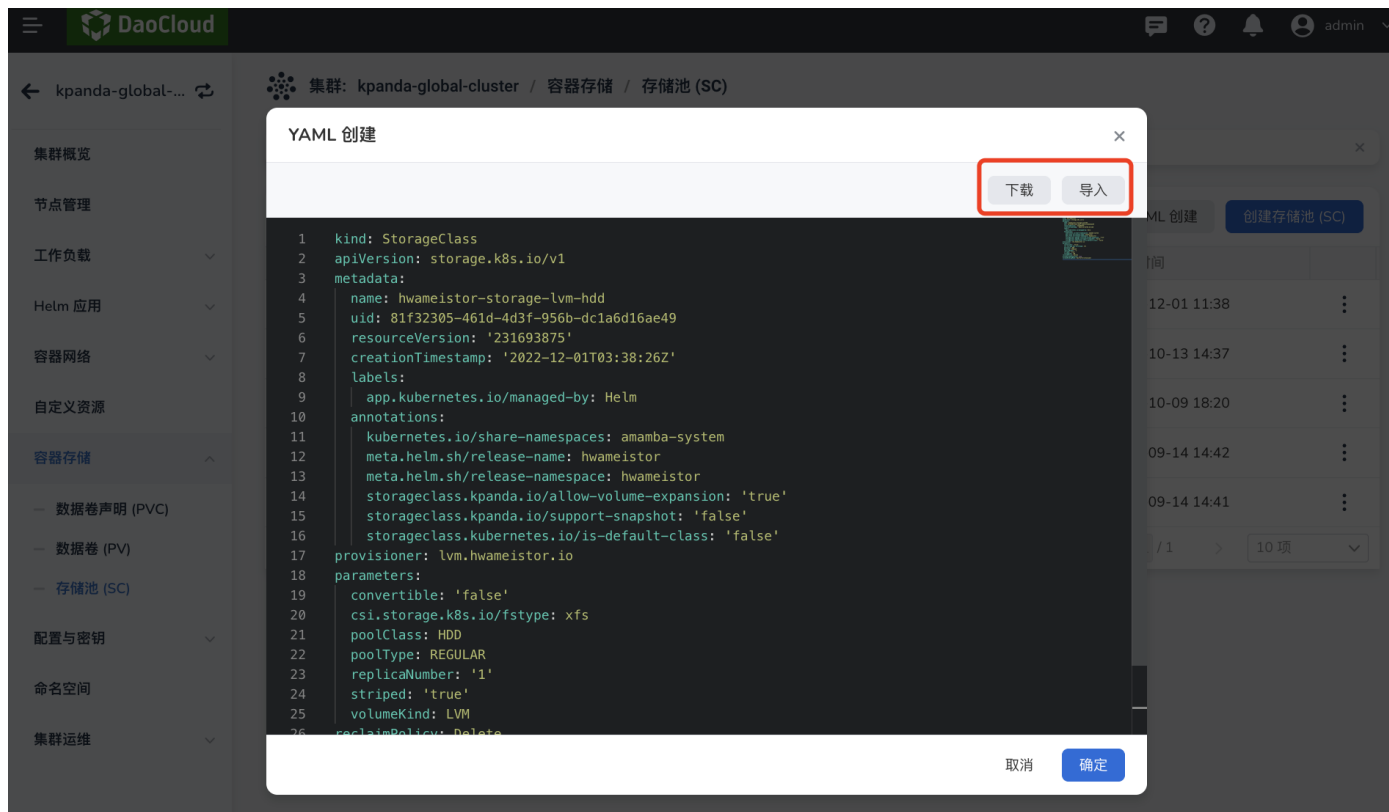 DaoCloud
admin
kpanda-global-...
集群: kpanda-global-cluster / 容器存储 / 存储池 (SC)
集群概览
节点管理
工作负载
Helm 应用
容器网络
自定义资源
容器存储
数据卷声明 (PVC)
数据卷 (PV)
存储池 (SC)
配置与密钥
命名空间
集群运维
YAML 创建
下载 导入
1 kind: StorageClass
2 apiVersion: storage.k8s.io/v1
3 metadata:
4 name: hwameistor-storage-lvm-hdd
5 uid: 81f32305-461d-4d3f-956b-dc1a6d16ae49
6 resourceVersion: '231693875'
7 creationTimestamp: '2022-12-01T03:38:26Z'
8 labels:
9 app.kubernetes.io/managed-by: Helm
10 annotations:
11 kubernetes.io/share-namespaces: amamba-system
12 meta.helm.sh/release-name: hwameistor
13 meta.helm.sh/release-namespace: hwameistor
14 storageclass.kpanda.io/allow-volume-expansion: 'true'
15 storageclass.kpanda.io/support-snapshot: 'false'
16 storageclass.kubernetes.io/is-default-class: 'false'
17 provisioner: lvm.hwameistor.io
18 parameters:
19 convertible: 'false'
20 csi.storage.k8s.io/fstype: xfs
21 poolClass: HDD
22 poolType: REGULAR
23 replicaNumber: '1'
24 striped: 'true'
25 volumeKind: LVM
26 reclaimPolicy: Delete
取消 确定
ML 创建 创建存储池 (SC)
间
12-01 11:38
10-13 14:37
10-09 18:20
09-14 14:42
09-14 14:41
/ 1 > 10 项